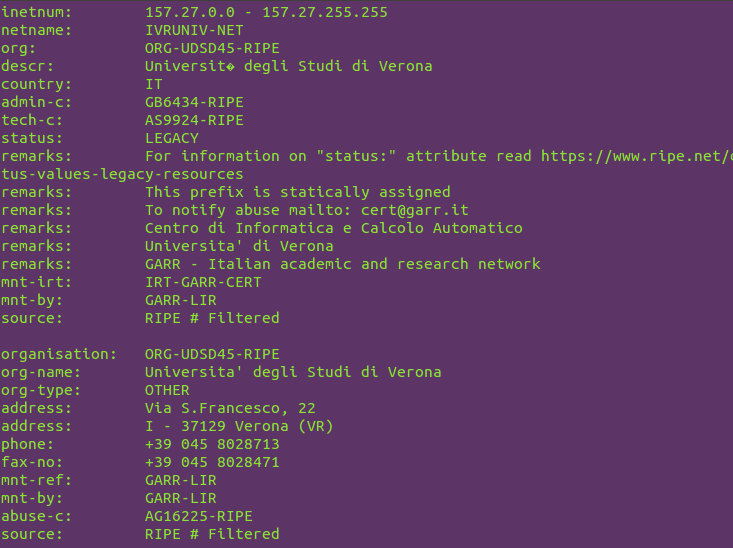 inetnum:        157.27.0.0 - 157.27.255.255
netname:        IVRUNIV-NET
org:            ORG-UDSD45-RIPE
descr:          Universit� degli Studi di Verona
country:        IT
admin-c:        GB6434-RIPE
tech-c:         AS9924-RIPE
status:         LEGACY
remarks:        For information on "status:" attribute read https://www.ripe.net/
tus-values-legacy-resources
remarks:        This prefix is statically assigned
remarks:        To notify abuse mailto: cert@garr.it
remarks:        Centro di Informatica e Calcolo Automatico
remarks:        Universita' di Verona
remarks:        GARR - Italian academic and research network
mnt-irt:        IRT-GARR-CERT
mnt-by:         GARR-LIR
source:         RIPE # Filtered

organisation:   ORG-UDSD45-RIPE
org-name:       Universita' degli Studi di Verona
org-type:       OTHER
address:        Via S.Francesco, 22
address:        I - 37129 Verona (VR)
phone:          +39 045 8028713
fax-no:         +39 045 8028471
mnt-ref:        GARR-LIR
mnt-by:         GARR-LIR
abuse-c:        AG16225-RIPE
source:         RIPE # Filtered